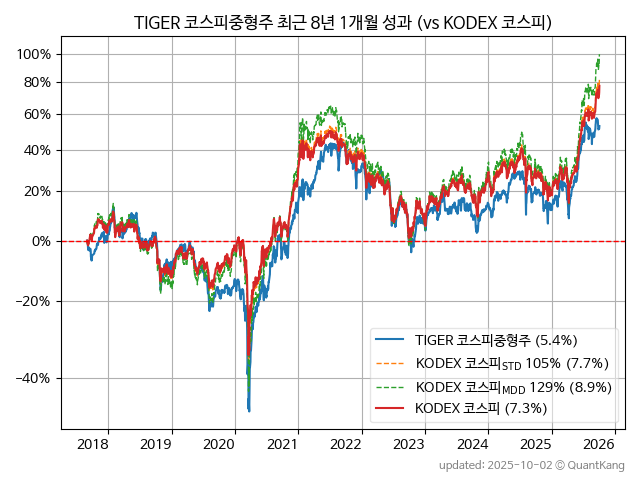 TIGER 코스피중형주 최근 8년 1개월 성과 (vs KODEX 코스피)
100%
80%
60%
40%
20%
0%
−20%
−40%
TIGER 코스피중형주 (5.4%)
KODEX 코스피STD 105% (7.7%)
KODEX 코스피MDD 129% (8.9%)
KODEX 코스피 (7.3%)
2018 2019 2020 2021 2022 2023 2024 2025 2026
updated: 2025-10-02 © QuantKang